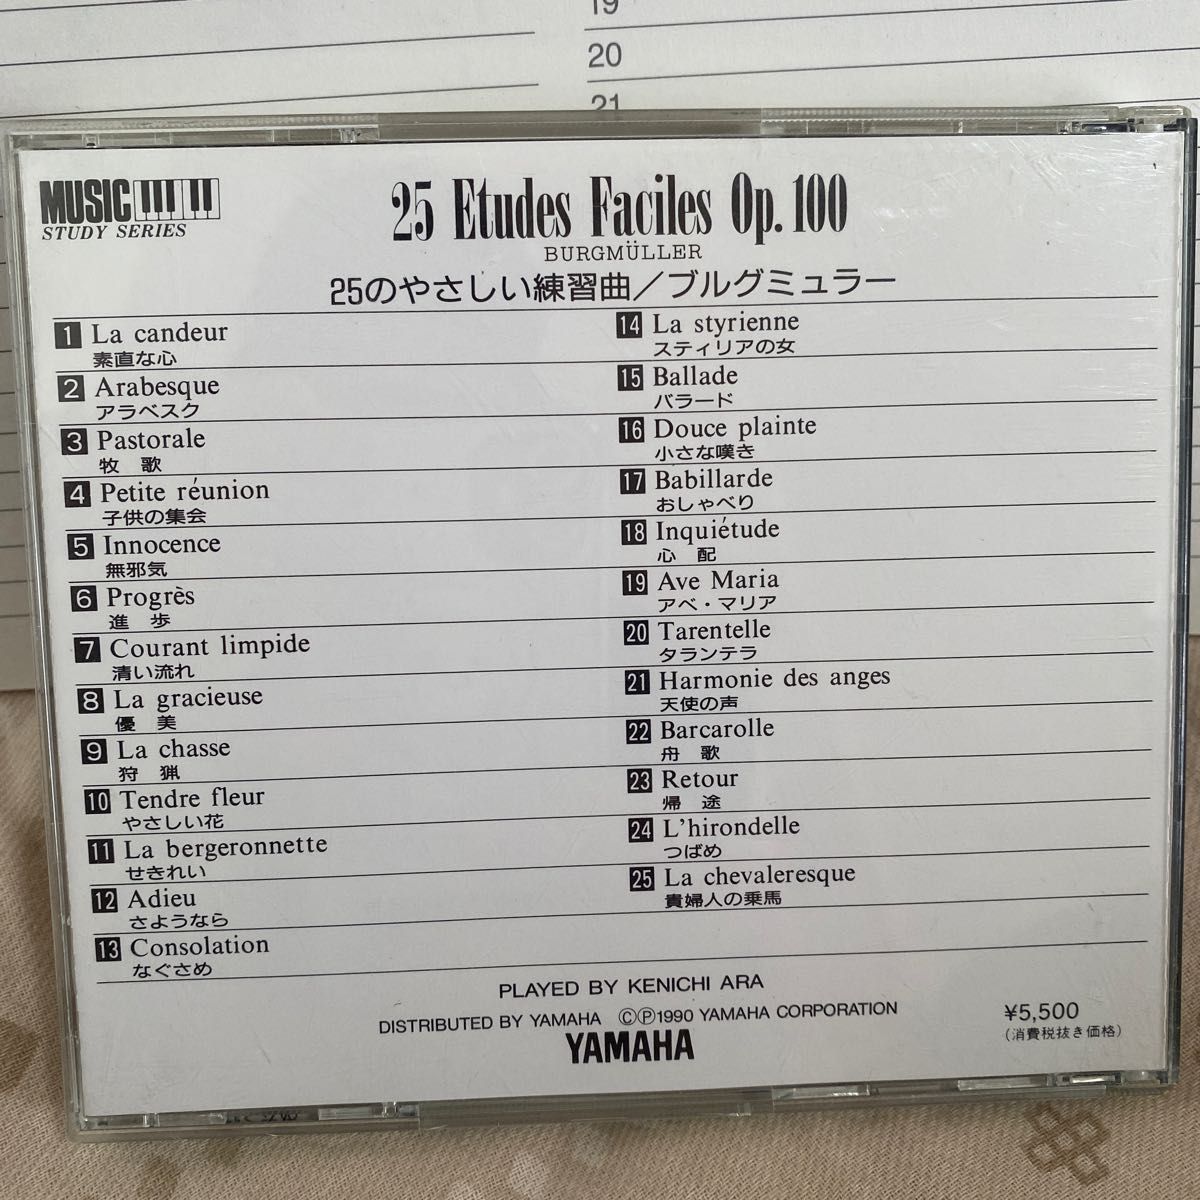 19
20
21
MUSIC
STUDY SERIES
25 Etudes Faciles Op. 100
BURGMÜLLER
25のやさしい練習曲／ブルグミュラー
1 La candeur
素直な心
2 Arabesque
アラベスク
3 Pastorale
牧 歌
4 Petite réunion
子供の集会
5 Innocence
無邪気
6 Progrès
進 歩
7 Courant limpide
清い流れ
8 La gracieuse
優 美
9 La chasse
狩 猟
10 Tendre fleur
やさしい花
11 La bergeronnette
せきれい
12 Adieu
さようなら
13 Consolation
なぐさめ
14 La styrienne
スティリアの女
15 Ballade
バラード
16 Douce plainte
小さな嘆き
17 Babillarde
おしゃべり
18 Inquiétude
心 配
19 Ave Maria
アベ・マリア
20 Tarentelle
タランテラ
21 Harmonie des anges
天使の声
22 Barcarolle
舟 歌
23 Retour
帰 途
24 L'hirondelle
つばめ
25 La chevaleresque
貴婦人の乗馬
PLAYED BY KENICHI ARA
DISTRIBUTED BY YAMAHA ©℗1990 YAMAHA CORPORATION
YAMAHA
¥5,500
(消費税抜き価格)